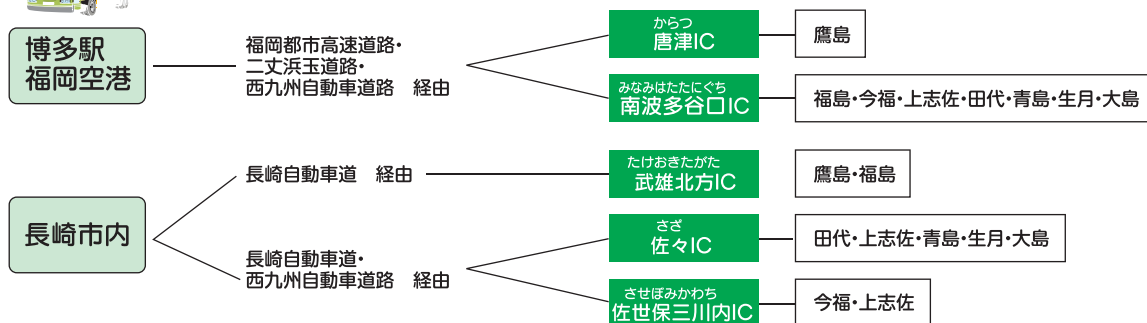 博多駅
福岡空港
福岡都市高速道路・
二丈浜玉道路・
西九州自動車道路　経由
からつ
唐津IC
鷹島
みなみはたたにぐち
南波多谷口IC
福島・今福・上志佐・田代・青島・生月・大島
長崎市内
長崎自動車道　経由
たけおきたがた
武雄北方IC
鷹島・福島
長崎自動車道・
西九州自動車道路　経由
さざ
佐々IC
田代・上志佐・青島・生月・大島
させぼみかわち
佐世保三川内IC
今福・上志佐